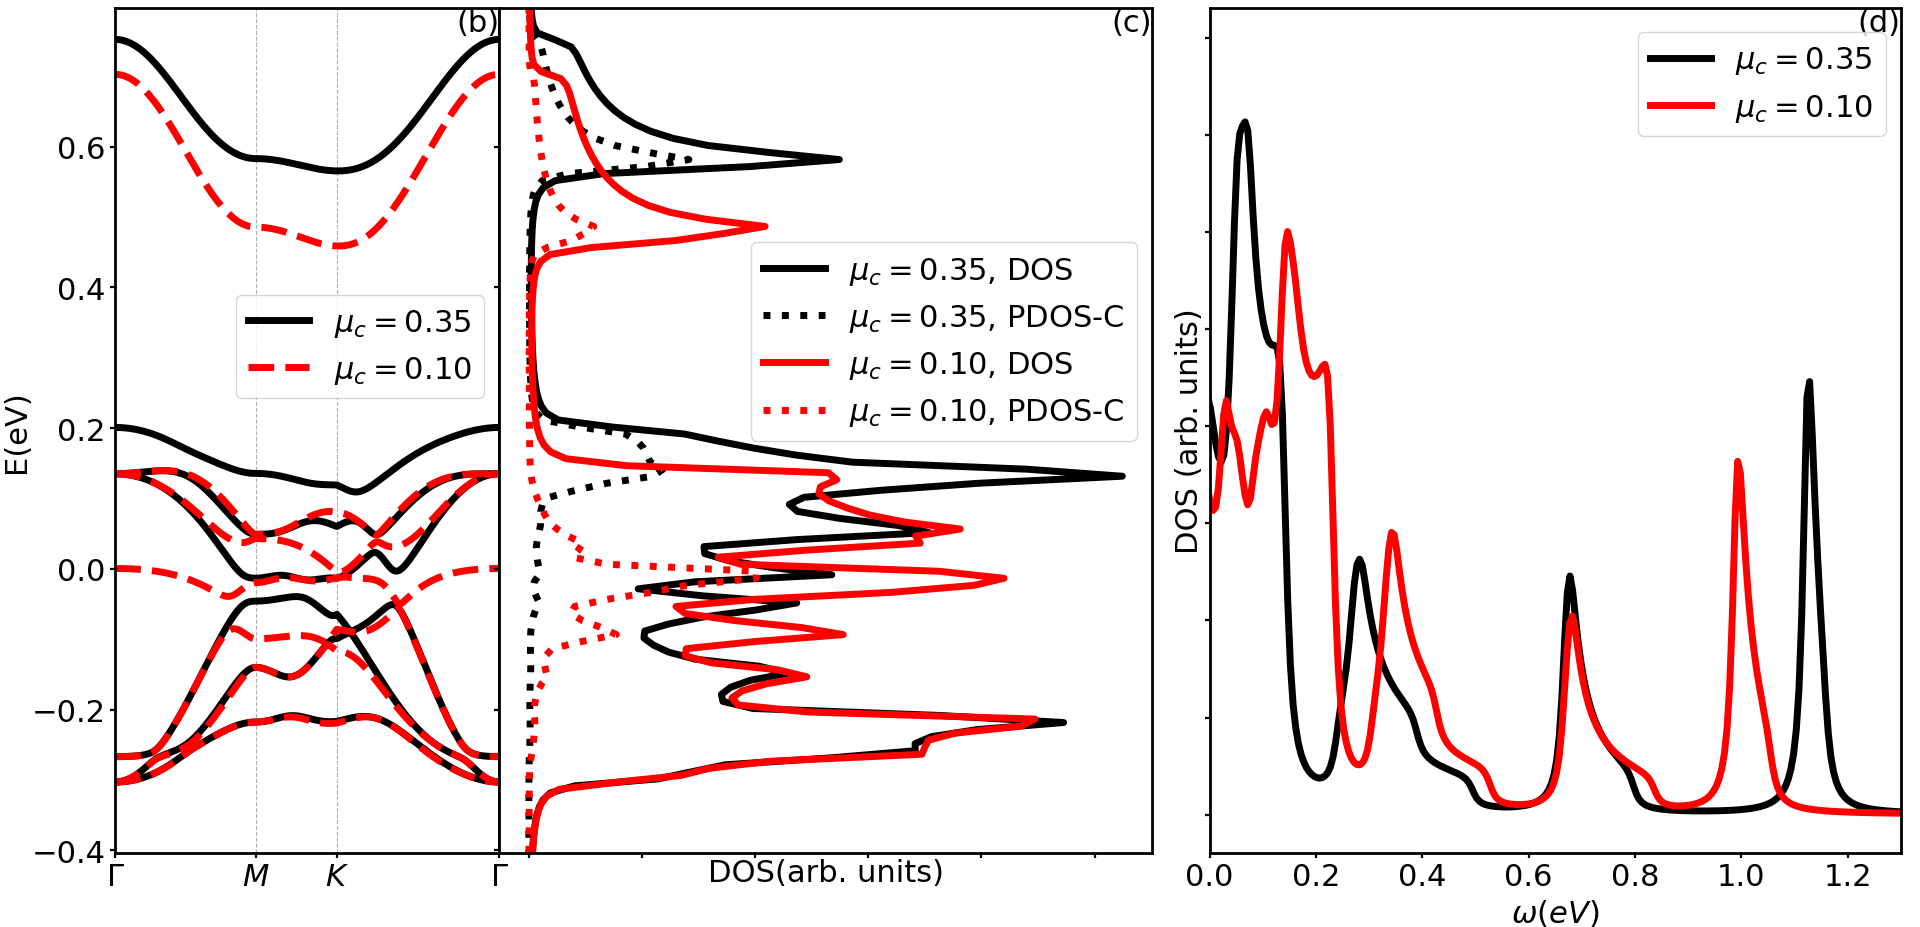 (b)
E(eV)
0.6
0.4
0.2
0.0
−0.2
−0.4
μc = 0.35
μc = 0.10
Γ M K Γ
(c)
μc = 0.35, DOS
μc = 0.35, PDOS-C
μc = 0.10, DOS
μc = 0.10, PDOS-C
DOS(arb. units)
(d)
μc = 0.35
μc = 0.10
DOS (arb. units)
0.0 0.2 0.4 0.6 0.8 1.0 1.2
ω(eV)